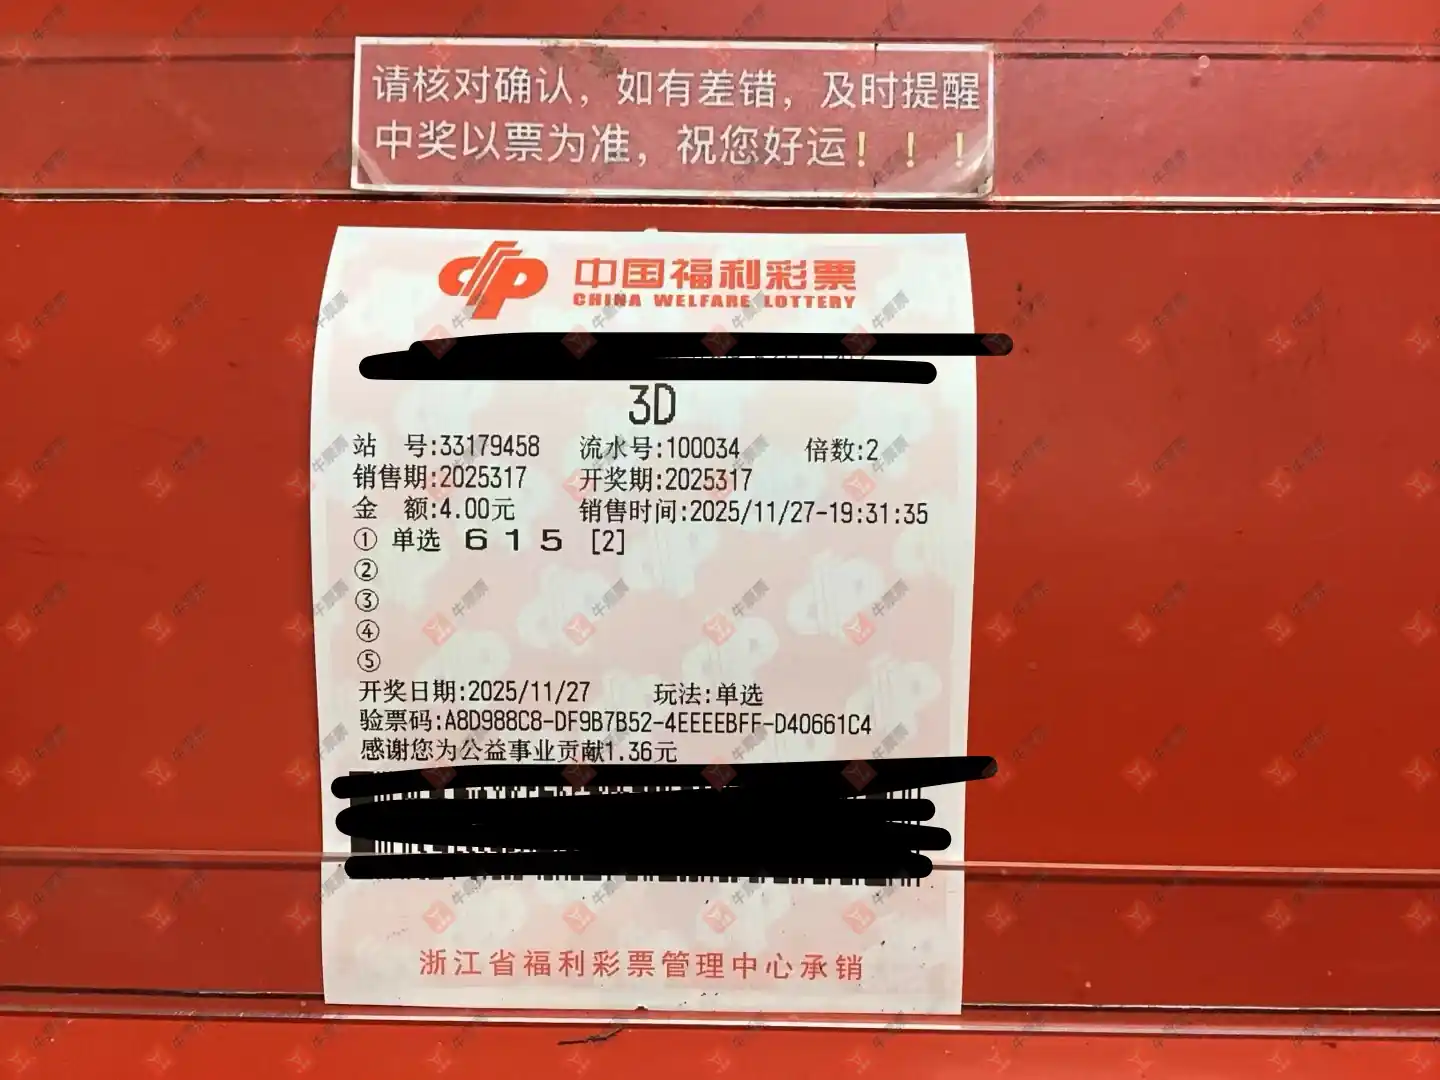 请核对确认，如有差错，及时提醒
中奖以票为准，祝您好运！！！
中国福利彩票
CHINA WELFARE LOTTERY
3D
站 号:33179458 流水号:100034 倍数:2
销售期:2025317 开奖期:2025317
金 额:4.00元 销售时间:2025/11/27-19:31:35
① 单选 6 1 5 [2]
②
③
④
⑤
开奖日期:2025/11/27 玩法:单选
验票码:A8D988C8-DF9B7B52-4EEEEBFF-D40661C4
感谢您为公益事业贡献1.36元
浙江省福利彩票管理中心承销
牛票票